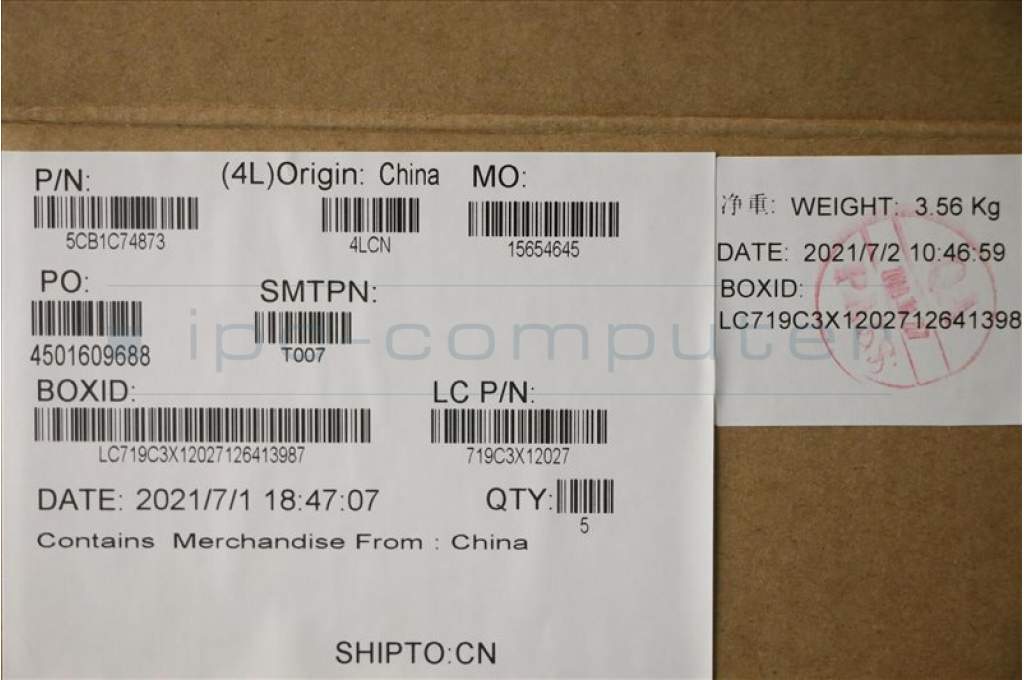 P/N:
5CB1C74873
(4L)Origin: China
4LCN
MO:
15654645
PO:
4501609688
SMTPN:
T007
BOXID:
LC719C3X12027126413987
LC P/N:
719C3X12027
DATE: 2021/7/1 18:47:07
QTY:
5
Contains Merchandise From : China
SHIPTO:CN
净重: WEIGHT: 3.56 Kg
DATE: 2021/7/2 10:46:59
BOXID:
LC719C3X1202712641398
PASS
ipc-computer